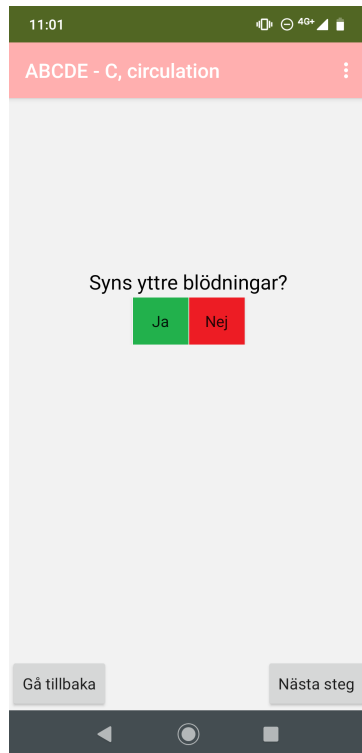 11:01 4G+
ABCDE - C, circulation
Syns yttre blödningar?
Ja Nej
Gå tillbaka Nästa steg